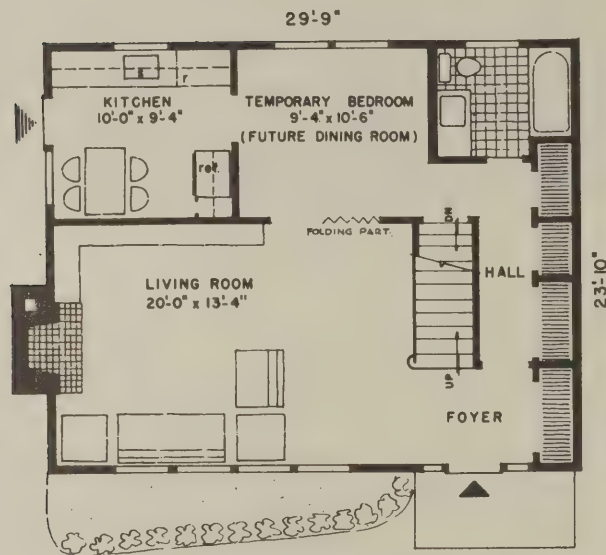 29'-9"
r
KITCHEN
10'-0" x 9'-4"
TEMPORARY BEDROOM
9'-4" x 10'-6"
(FUTURE DINING ROOM)
ref.
FOLDING PART.
DN
HALL
LIVING ROOM
20'-0" x 13'-4"
23'-10"
UP
FOYER